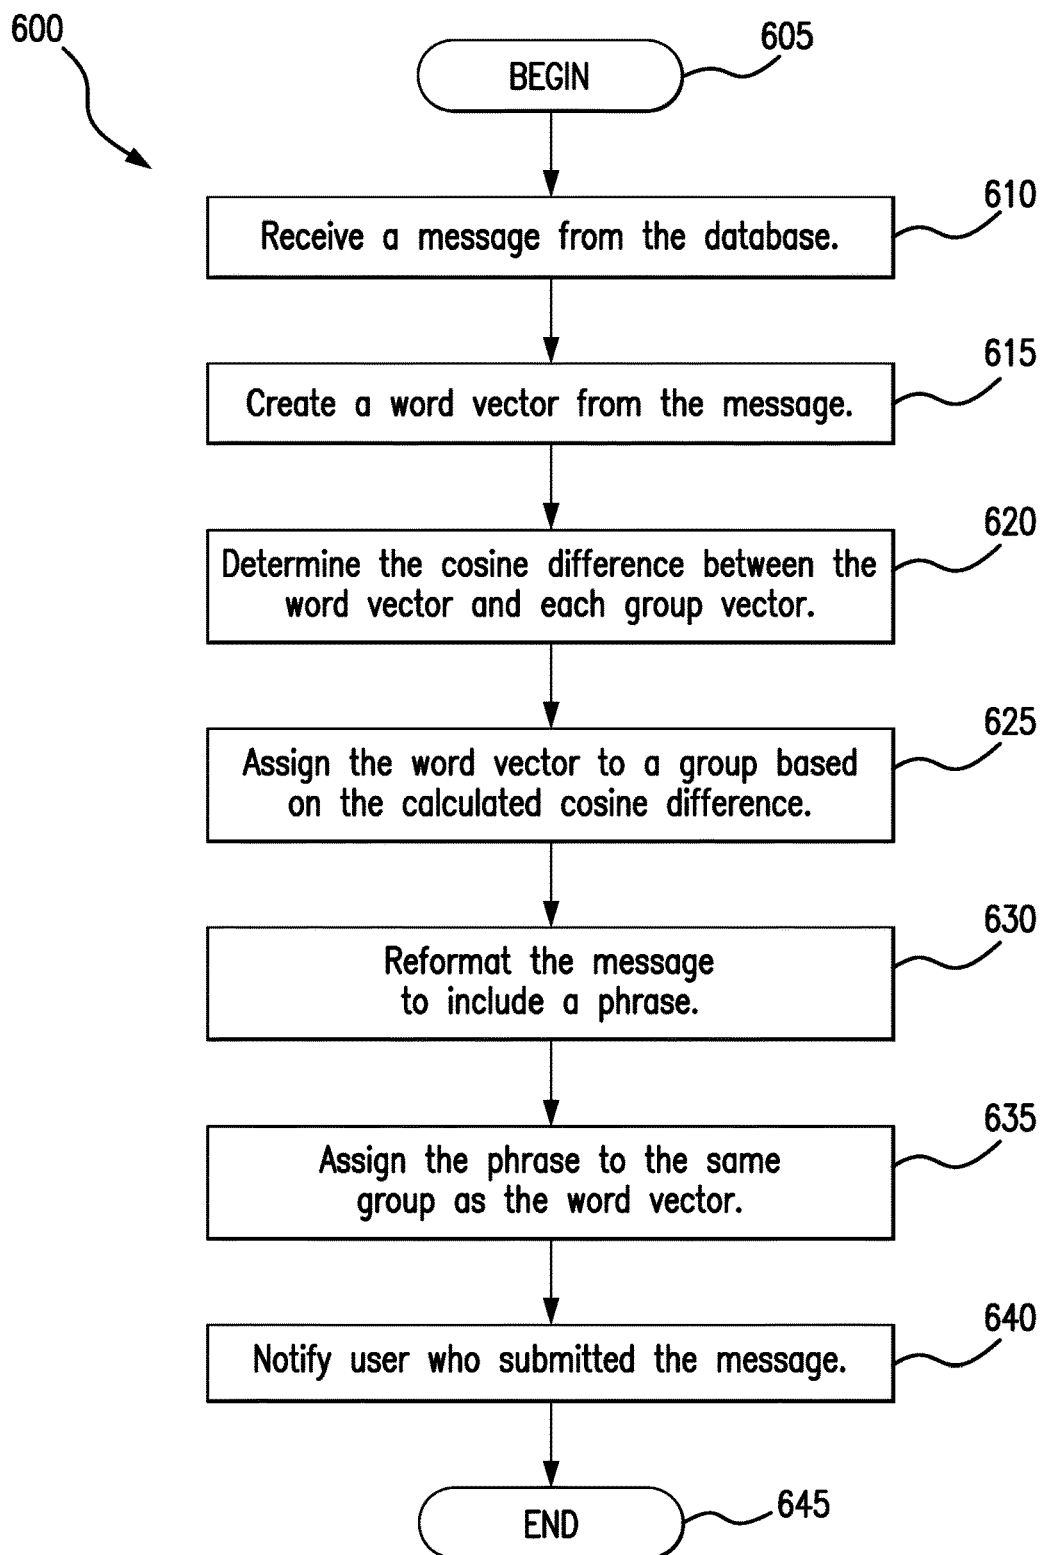 600
BEGIN
605
Receive a message from the database.
610
Create a word vector from the message.
615
Determine the cosine difference between the
word vector and each group vector.
620
Assign the word vector to a group based
on the calculated cosine difference.
625
Reformat the message
to include a phrase.
630
Assign the phrase to the same
group as the word vector.
635
Notify user who submitted the message.
640
END
645